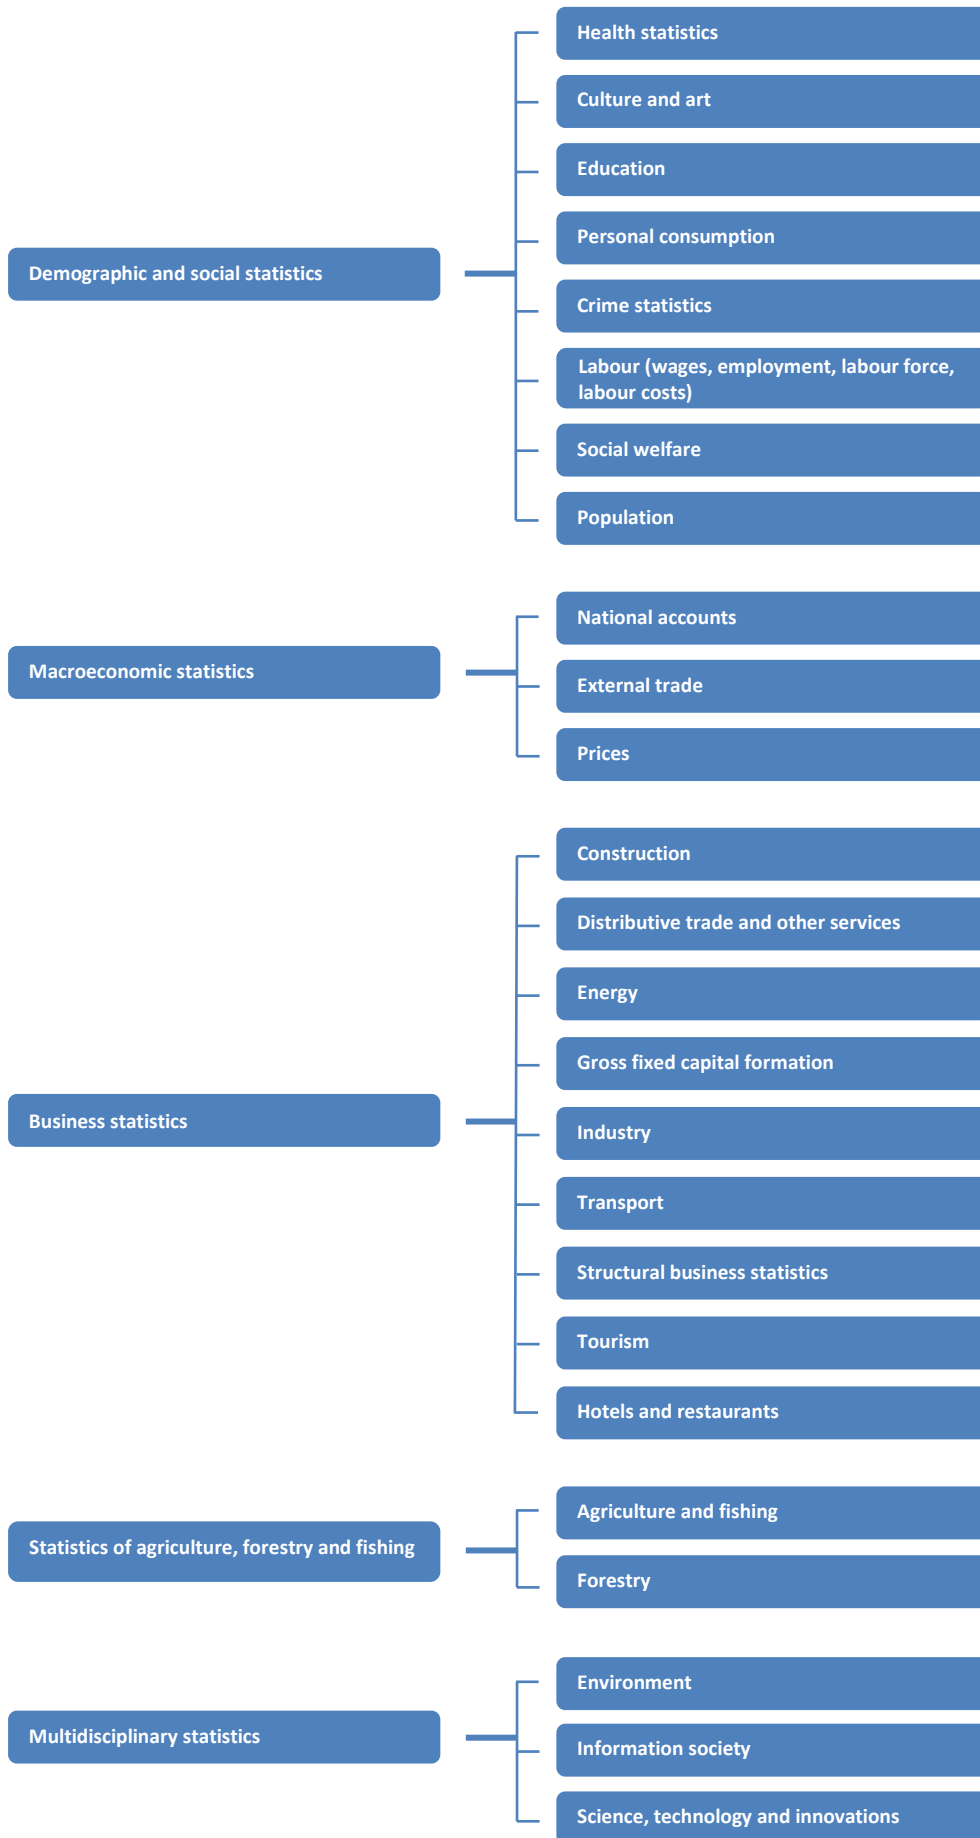 Demographic and social statistics
Health statistics
Culture and art
Education
Personal consumption
Crime statistics
Labour (wages, employment, labour force,
labour costs)
Social welfare
Population
Macroeconomic statistics
National accounts
External trade
Prices
Business statistics
Construction
Distributive trade and other services
Energy
Gross fixed capital formation
Industry
Transport
Structural business statistics
Tourism
Hotels and restaurants
Statistics of agriculture, forestry and fishing
Agriculture and fishing
Forestry
Multidisciplinary statistics
Environment
Information society
Science, technology and innovations